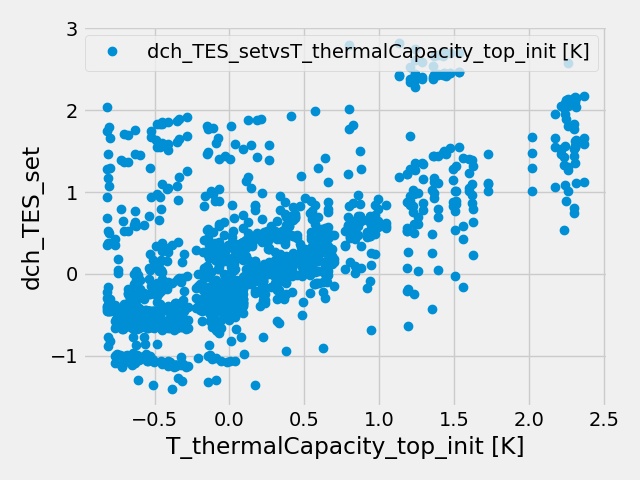 3
dch_TES_setvsT_thermalCapacity_top_init [K]
2
1
0
−1
dch_TES_set
−0.5 0.0 0.5 1.0 1.5 2.0 2.5
T_thermalCapacity_top_init [K]